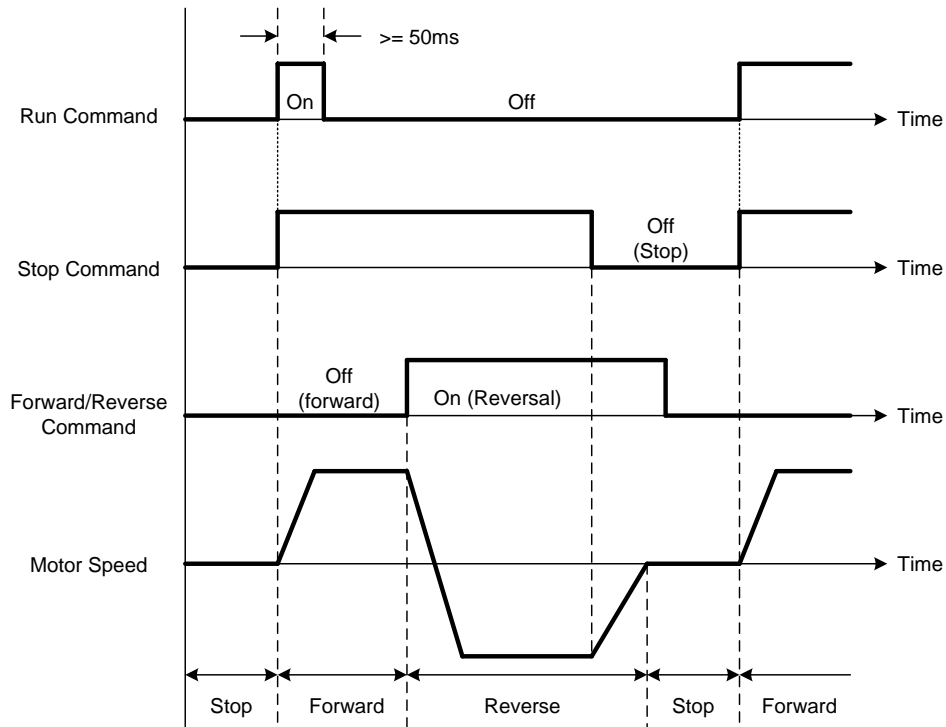 >= 50ms
Run Command
On
Off
Time
Stop Command
Off
(Stop)
Time
Forward/Reverse
Command
Off
(forward)
On (Reversal)
Time
Motor Speed
Time
Stop
Forward
Reverse
Stop
Forward